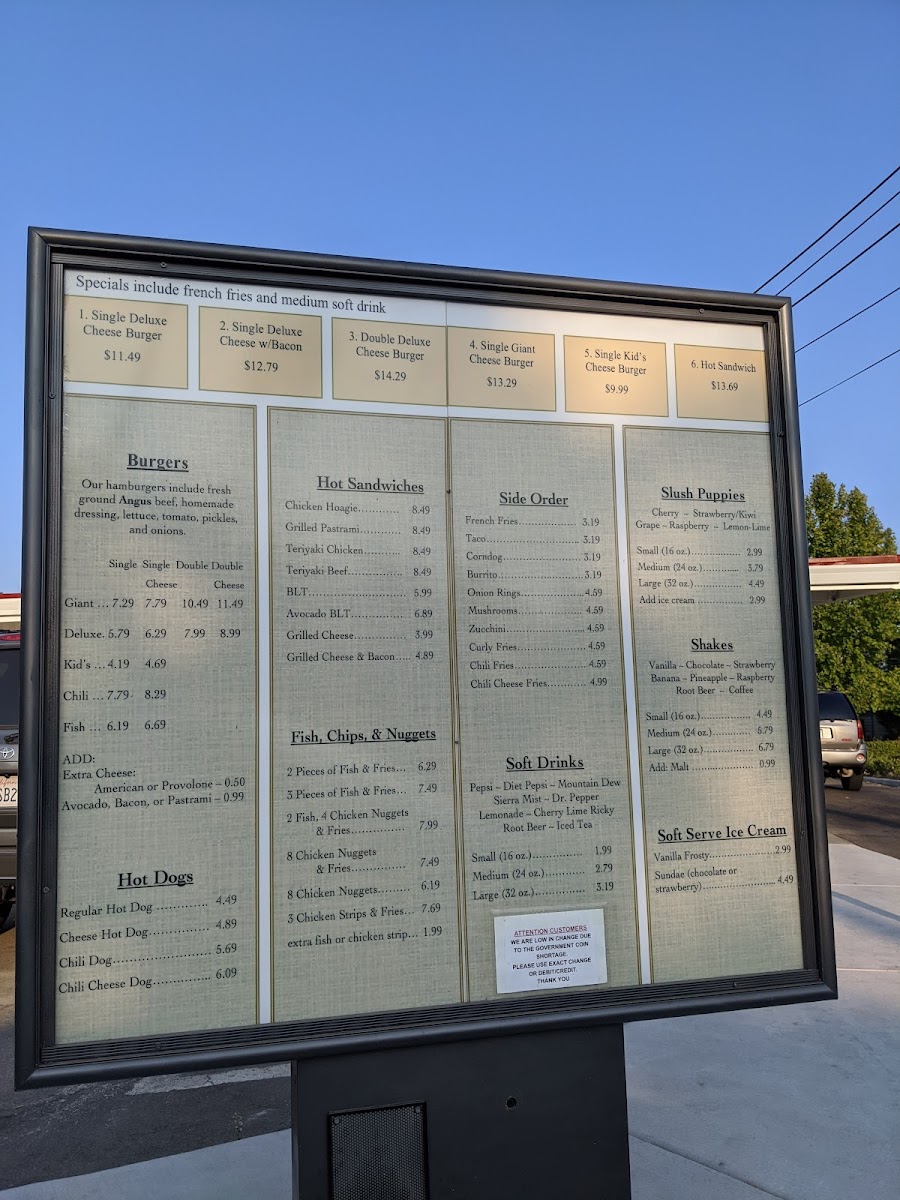 Specials include french fries and medium soft drink
1. Single Deluxe
Cheese Burger
$11.49
2. Single Deluxe
Cheese w/Bacon
$12.79
3. Double Deluxe
Cheese Burger
$14.29
4. Single Giant
Cheese Burger
$13.29
5. Single Kid's
Cheese Burger
$9.99
6. Hot Sandwich
$13.69
Burgers
Our hamburgers include fresh
ground Angus beef, homemade
dressing, lettuce, tomato, pickles,
and onions.
Single Single Double Double
Cheese Cheese
Giant ... 7.29 7.79 10.49 11.49
Deluxe. 5.79 6.29 7.99 8.99
Kid's ... 4.19 4.69
Chili ... 7.79 8.29
Fish ... 6.19 6.69
ADD:
Extra Cheese:
American or Provolone – 0.50
Avocado, Bacon, or Pastrami – 0.99
Hot Dogs
Regular Hot Dog ............ 4.49
Cheese Hot Dog............... 4.89
Chili Dog........................ 5.69
Chili Cheese Dog.............. 6.09
Hot Sandwiches
Chicken Hoagie........... 8.49
Grilled Pastrami........... 8.49
Teriyaki Chicken.......... 8.49
Teriyaki Beef............... 8.49
BLT........................... 5.99
Avocado BLT.............. 6.89
Grilled Cheese.............. 3.99
Grilled Cheese & Bacon..... 4.89
Fish, Chips, & Nuggets
2 Pieces of Fish & Fries... 6.29
3 Pieces of Fish & Fries... 7.49
2 Fish, 4 Chicken Nuggets
& Fries.............. 7.99
8 Chicken Nuggets
& Fries............... 7.49
8 Chicken Nuggets......... 6.19
3 Chicken Strips & Fries... 7.69
extra fish or chicken strip... 1.99
Side Order
French Fries....................... 3.19
Taco................................ 3.19
Corndog........................... 3.19
Burrito............................. 3.19
Onion Rings..................... 4.59
Mushrooms....................... 4.59
Zucchini........................... 4.59
Curly Fries........................ 4.59
Chili Fries......................... 4.59
Chili Cheese Fries............ 4.99
Soft Drinks
Pepsi ~ Diet Pepsi ~ Mountain Dew
Sierra Mist ~ Dr. Pepper
Lemonade ~ Cherry Lime Ricky
Root Beer ~ Iced Tea
Small (16 oz.)................ 1.99
Medium (24 oz.)............. 2.79
Large (32 oz.)................ 3.19
ATTENTION CUSTOMERS
WE ARE LOW IN CHANGE DUE
TO THE GOVERNMENT COIN
SHORTAGE.
PLEASE USE EXACT CHANGE
OR DEBIT/CREDIT.
THANK YOU
Slush Puppies
Cherry ~ Strawberry/Kiwi
Grape ~ Raspberry ~ Lemon-Lime
Small (16 oz.)................ 2.99
Medium (24 oz.)............ 3.79
Large (32 oz.)................ 4.49
Add ice cream ................ 2.99
Shakes
Vanilla ~ Chocolate ~ Strawberry
Banana ~ Pineapple ~ Raspberry
Root Beer ~ Coffee
Small (16 oz.)................ 4.49
Medium (24 oz.)............. 5.79
Large (32 oz.)................ 6.79
Add: Malt ..................... 0.99
Soft Serve Ice Cream
Vanilla Frosty......................2.99
Sundae (chocolate or
strawberry)........................ 4.49